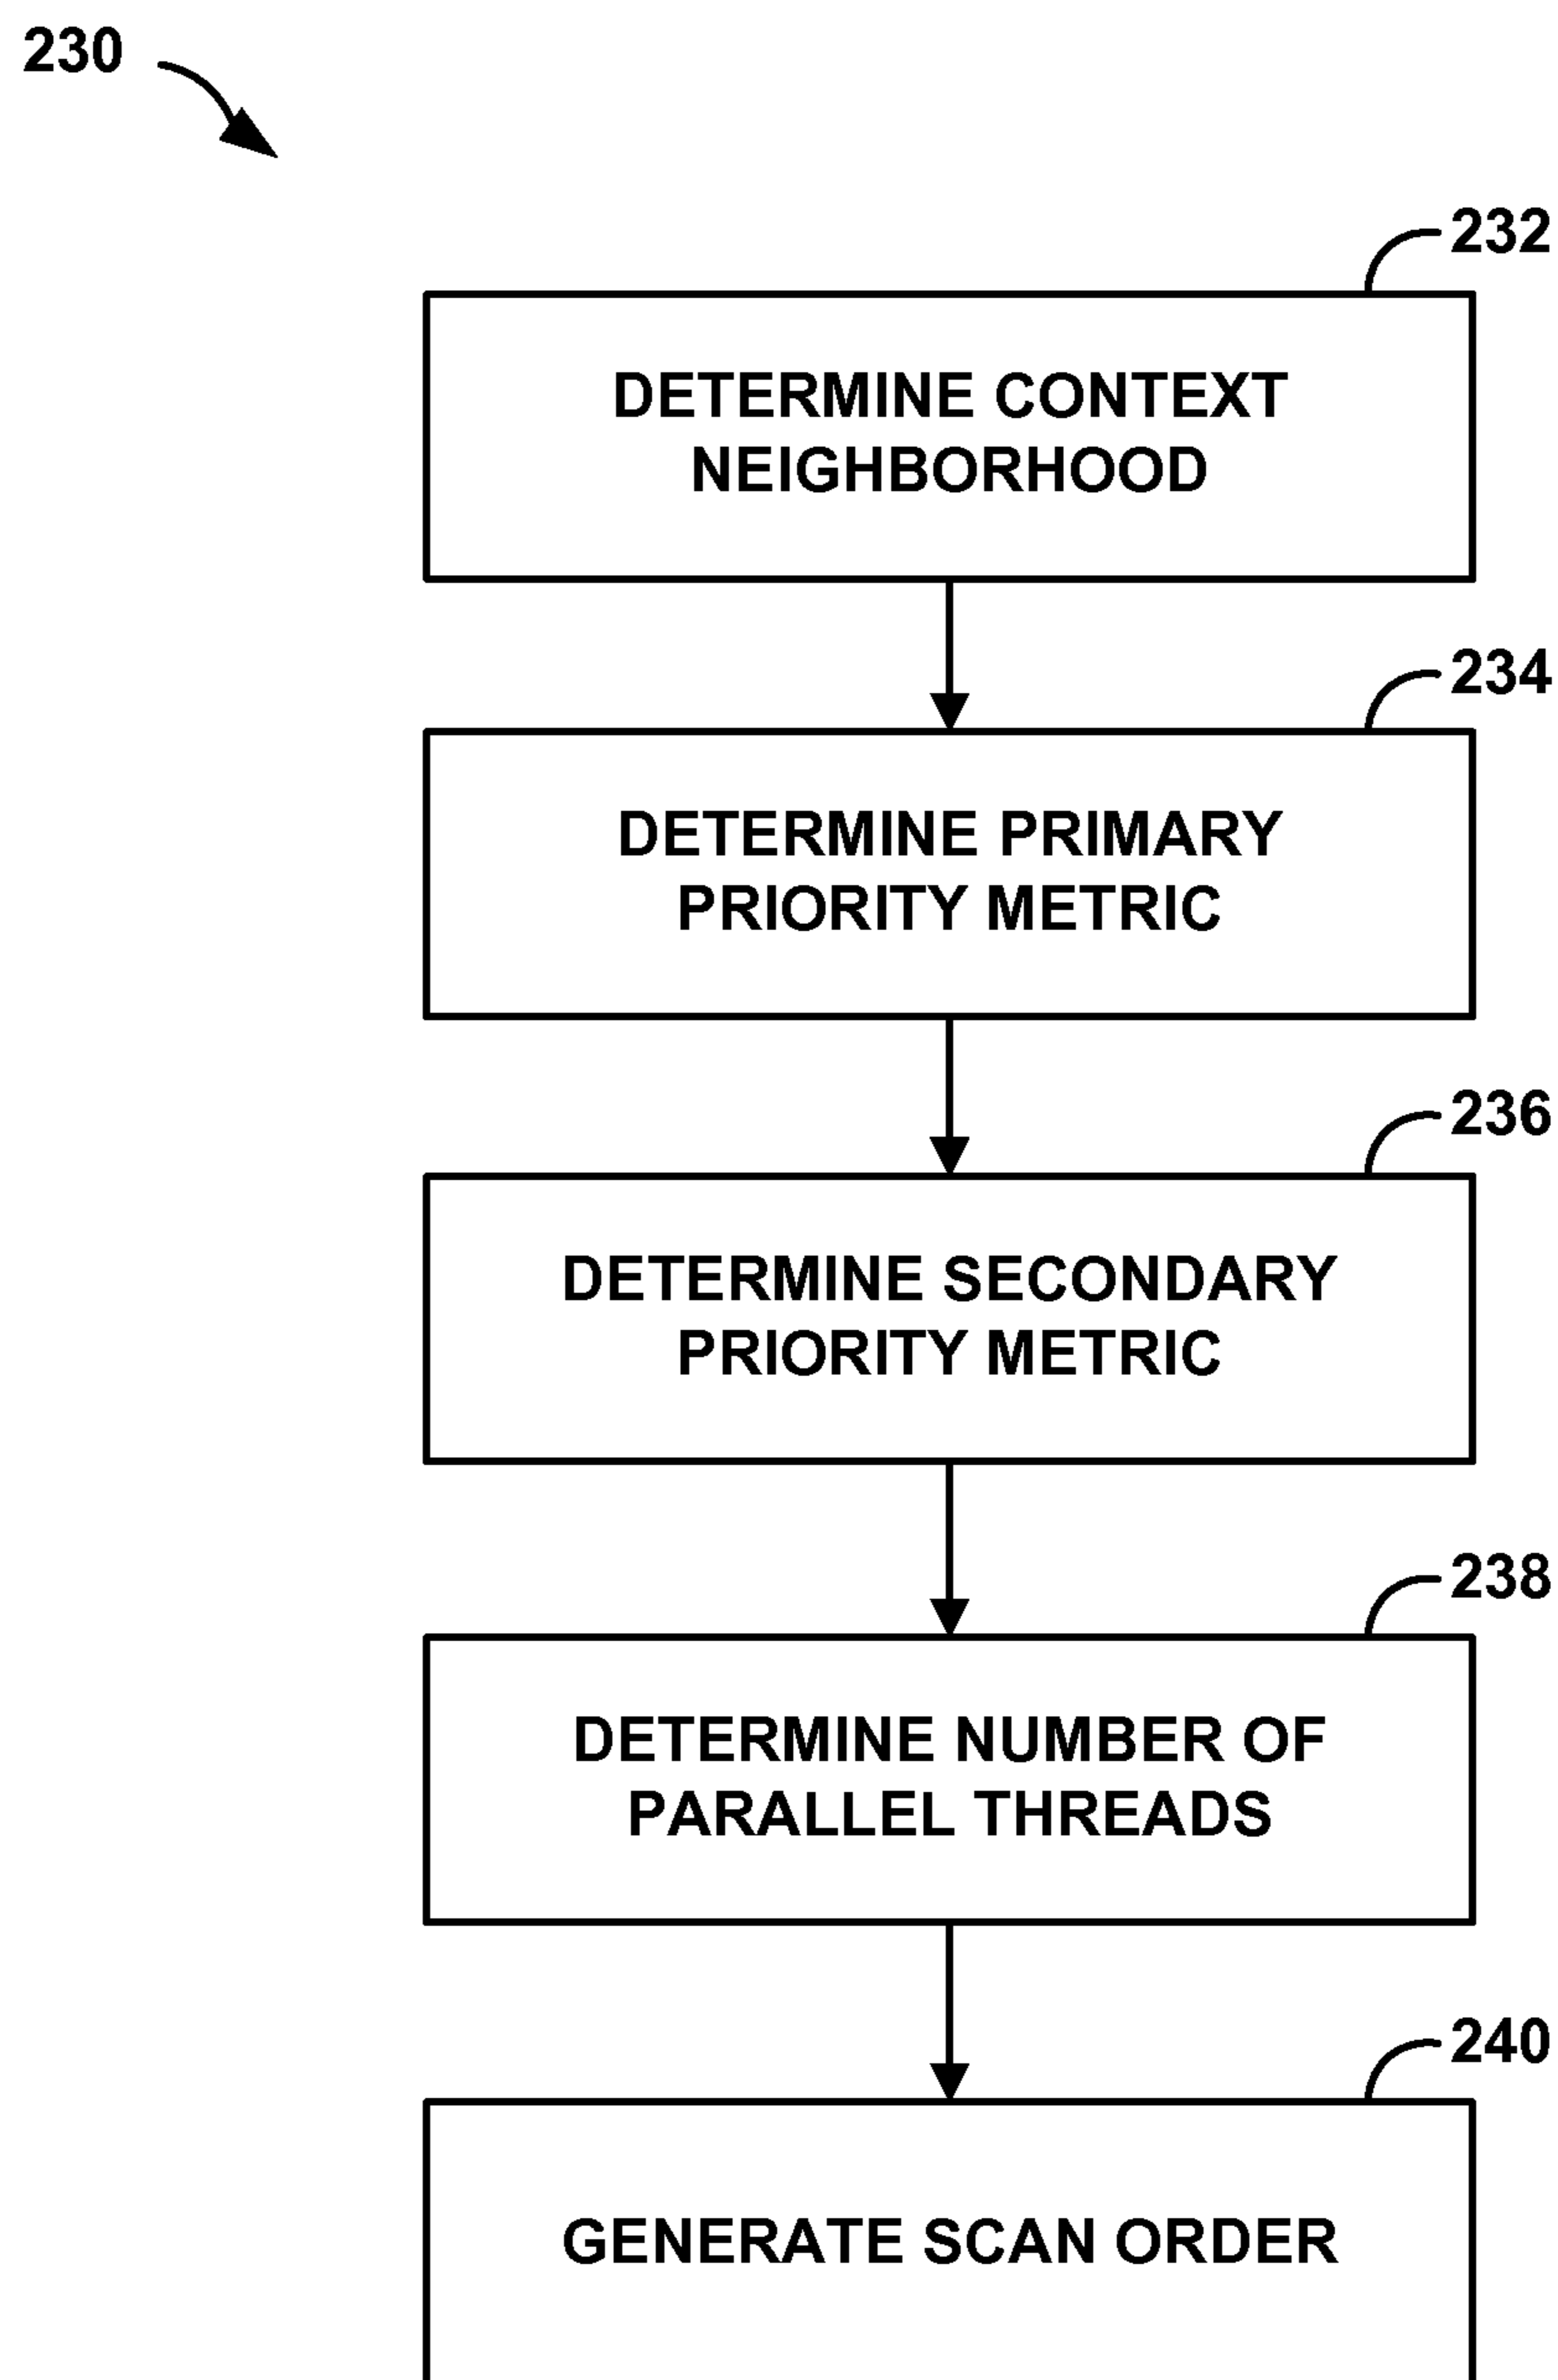 230
232
DETERMINE CONTEXT
NEIGHBORHOOD
234
DETERMINE PRIMARY
PRIORITY METRIC
236
DETERMINE SECONDARY
PRIORITY METRIC
238
DETERMINE NUMBER OF
PARALLEL THREADS
240
GENERATE SCAN ORDER